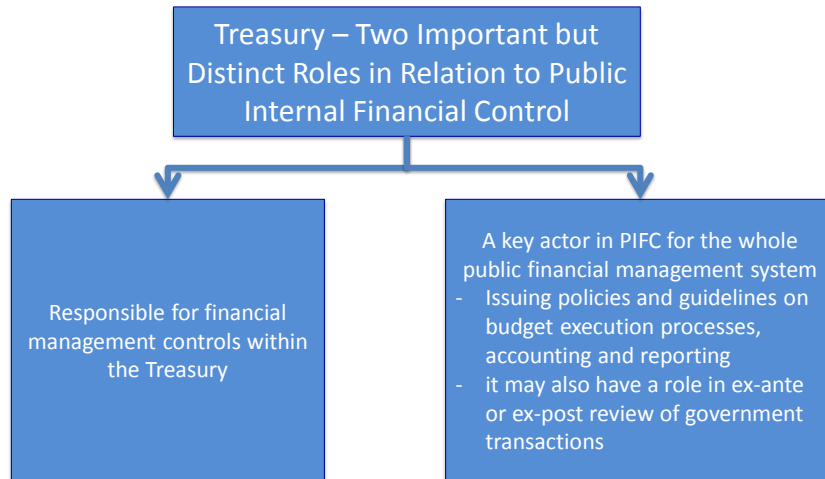 Treasury – Two Important but
Distinct Roles in Relation to Public
Internal Financial Control
Responsible for financial
management controls within
the Treasury
A key actor in PIFC for the whole
public financial management system
- Issuing policies and guidelines on
budget execution processes,
accounting and reporting
- it may also have a role in ex-ante
or ex-post review of government
transactions